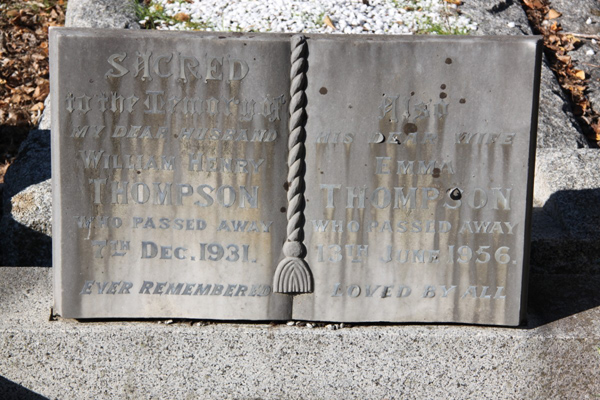 SACRED
to the Memory of
MY DEAR HUSBAND
WILLIAM HENRY
THOMPSON
WHO PASSED AWAY
7TH DEC. 1931.
EVER REMEMBERED
Also
HIS DEAR WIFE
EMMA
THOMPSON
WHO PASSED AWAY
13TH JUNE 1956.
LOVED BY ALL